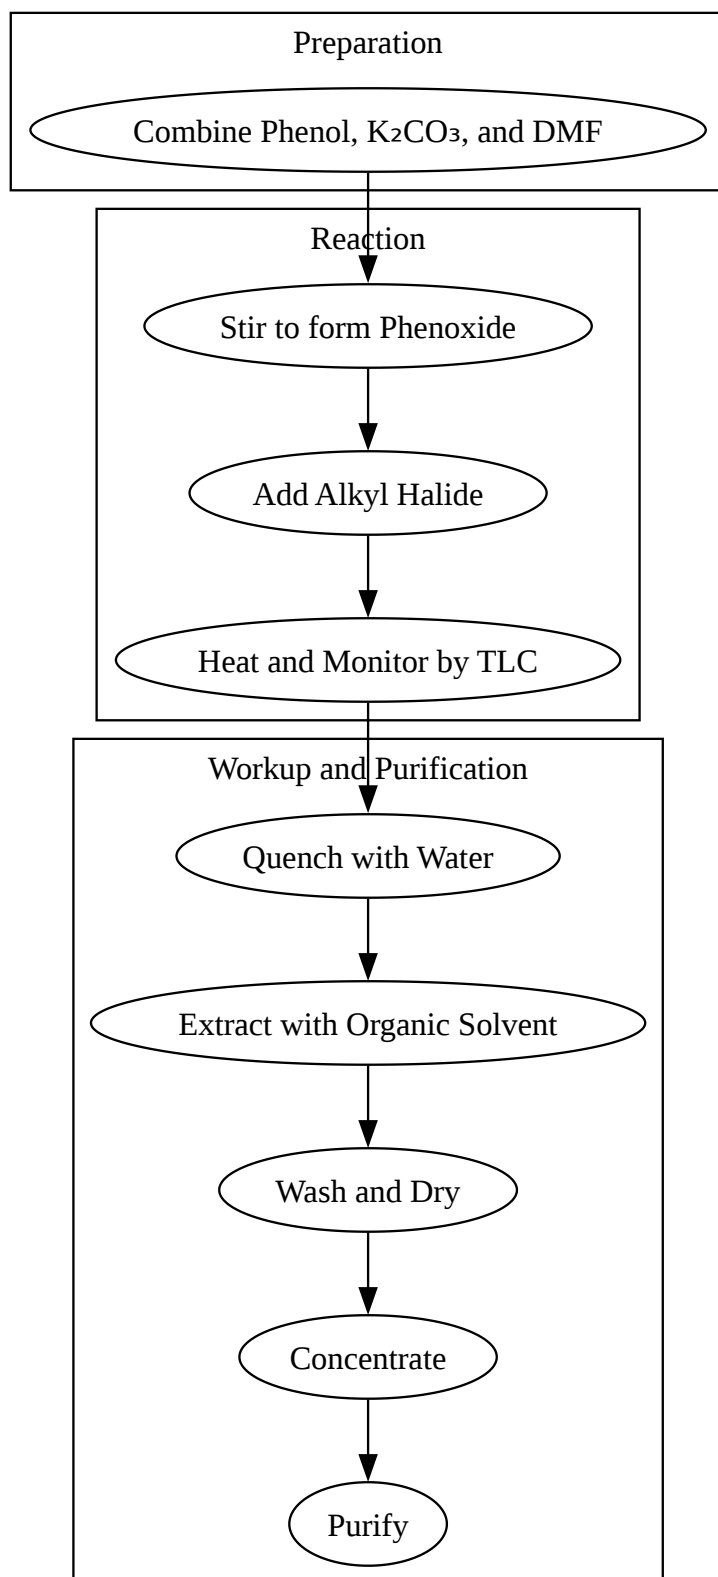 Preparation
Combine Phenol, K₂CO₃, and DMF
Reaction
Stir to form Phenoxide
Add Alkyl Halide
Heat and Monitor by TLC
Workup and Purification
Quench with Water
Extract with Organic Solvent
Wash and Dry
Concentrate
Purify